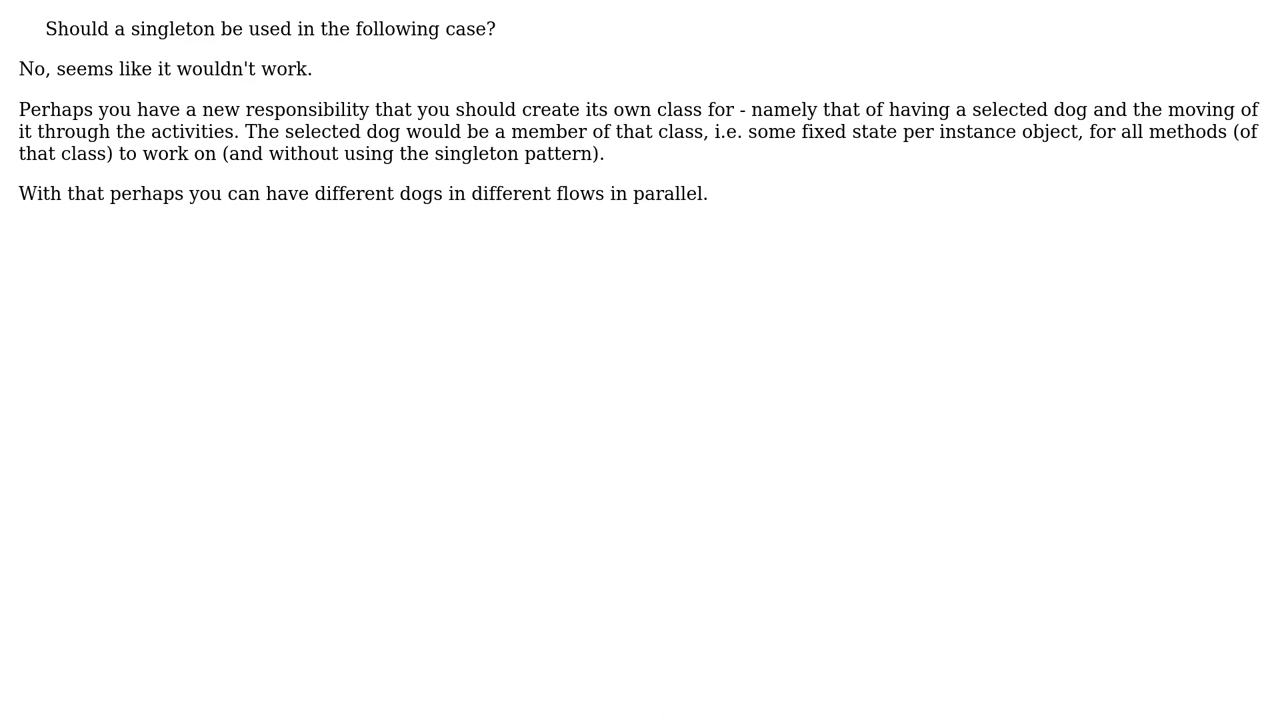 Should a singleton be used in the following case?
No, seems like it wouldn't work.
Perhaps you have a new responsibility that you should create its own class for - namely that of having a selected dog and the moving of
it through the activities. The selected dog would be a member of that class, i.e. some fixed state per instance object, for all methods (of
that class) to work on (and without using the singleton pattern).
With that perhaps you can have different dogs in different flows in parallel.